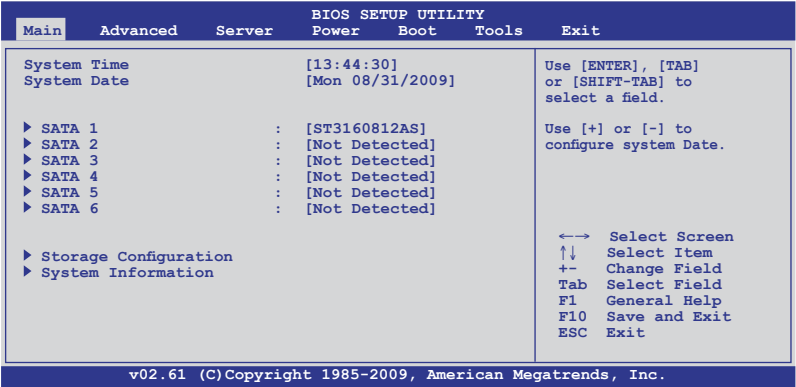 BIOS SETUP UTILITY
Main Advanced Server Power Boot Tools Exit
System Time [13:44:30]
System Date [Mon 08/31/2009]
SATA 1 : [ST3160812AS]
SATA 2 : [Not Detected]
SATA 3 : [Not Detected]
SATA 4 : [Not Detected]
SATA 5 : [Not Detected]
SATA 6 : [Not Detected]
Storage Configuration
System Information
Use [ENTER], [TAB]
or [SHIFT-TAB] to
select a field.
Use [+] or [-] to
configure system Date.
←→ Select Screen
↑↓ Select Item
+- Change Field
Tab Select Field
F1 General Help
F10 Save and Exit
ESC Exit
v02.61 (C)Copyright 1985-2009, American Megatrends, Inc.